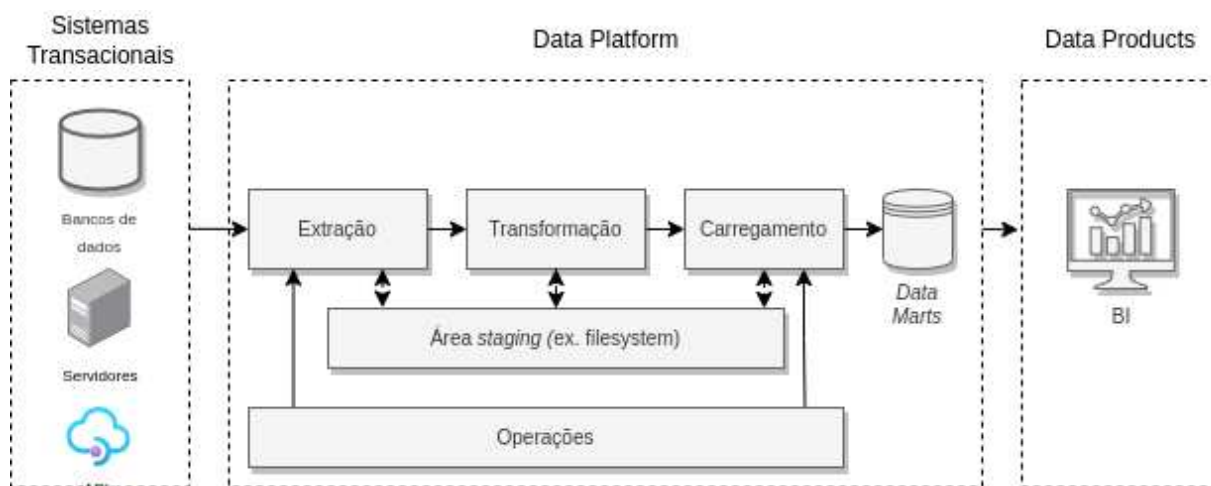 Sistemas
Transacionais
Data Platform
Data Products
Bancos de
dados
Servidores
Extração
Transformação
Carregamento
Data
Marts
Área staging (ex. filesystem)
Operações
BI